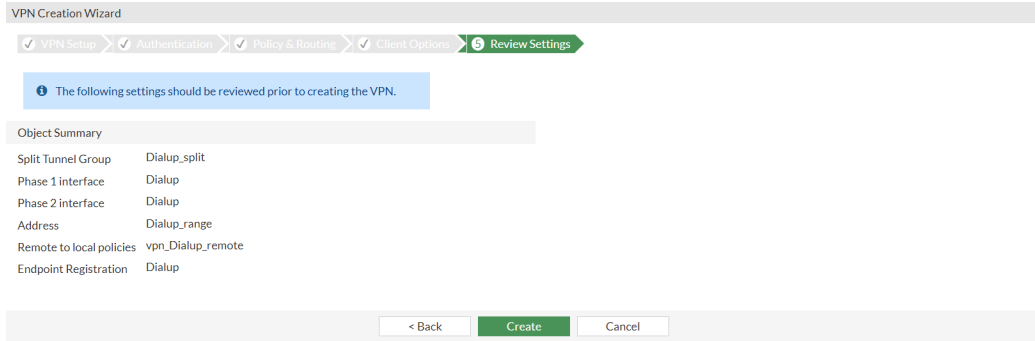 VPN Creation Wizard
VPN Setup Authentication Policy & Routing Client Options 5 Review Settings
The following settings should be reviewed prior to creating the VPN.
Object Summary
Split Tunnel Group Dialup_split
Phase 1 interface Dialup
Phase 2 interface Dialup
Address Dialup_range
Remote to local policies vpn_Dialup_remote
Endpoint Registration Dialup
< Back Create Cancel